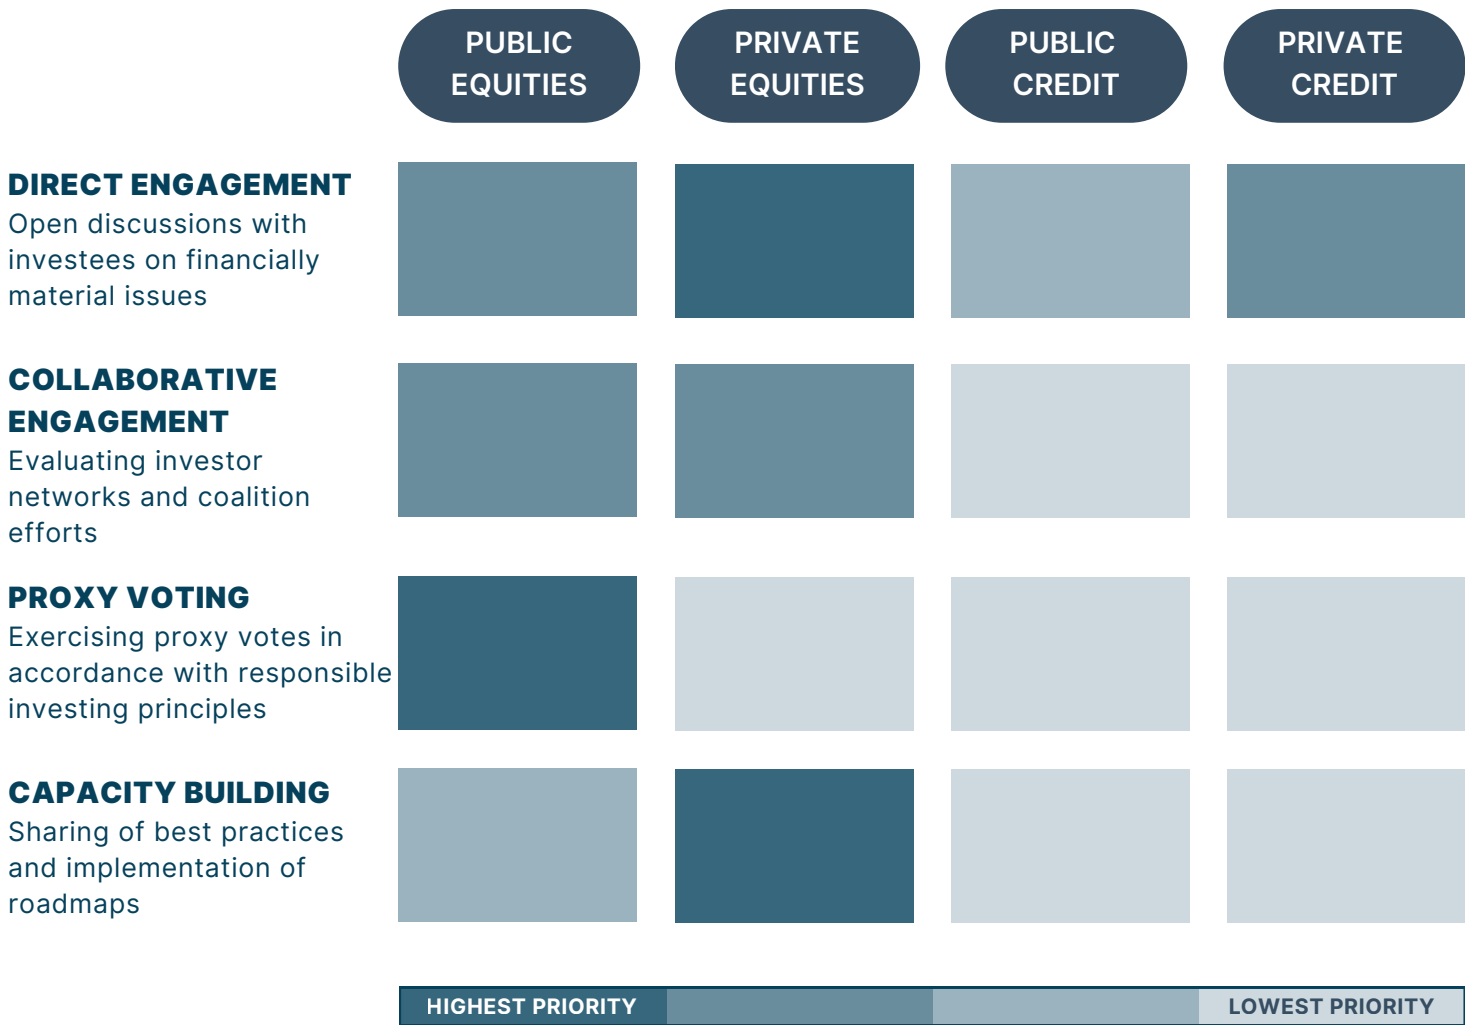 PUBLIC
EQUITIES
PRIVATE
EQUITIES
PUBLIC
CREDIT
PRIVATE
CREDIT
DIRECT ENGAGEMENT
Open discussions with
investees on financially
material issues
COLLABORATIVE
ENGAGEMENT
Evaluating investor
networks and coalition
efforts
PROXY VOTING
Exercising proxy votes in
accordance with responsible
investing principles
CAPACITY BUILDING
Sharing of best practices
and implementation of
roadmaps
HIGHEST PRIORITY
LOWEST PRIORITY